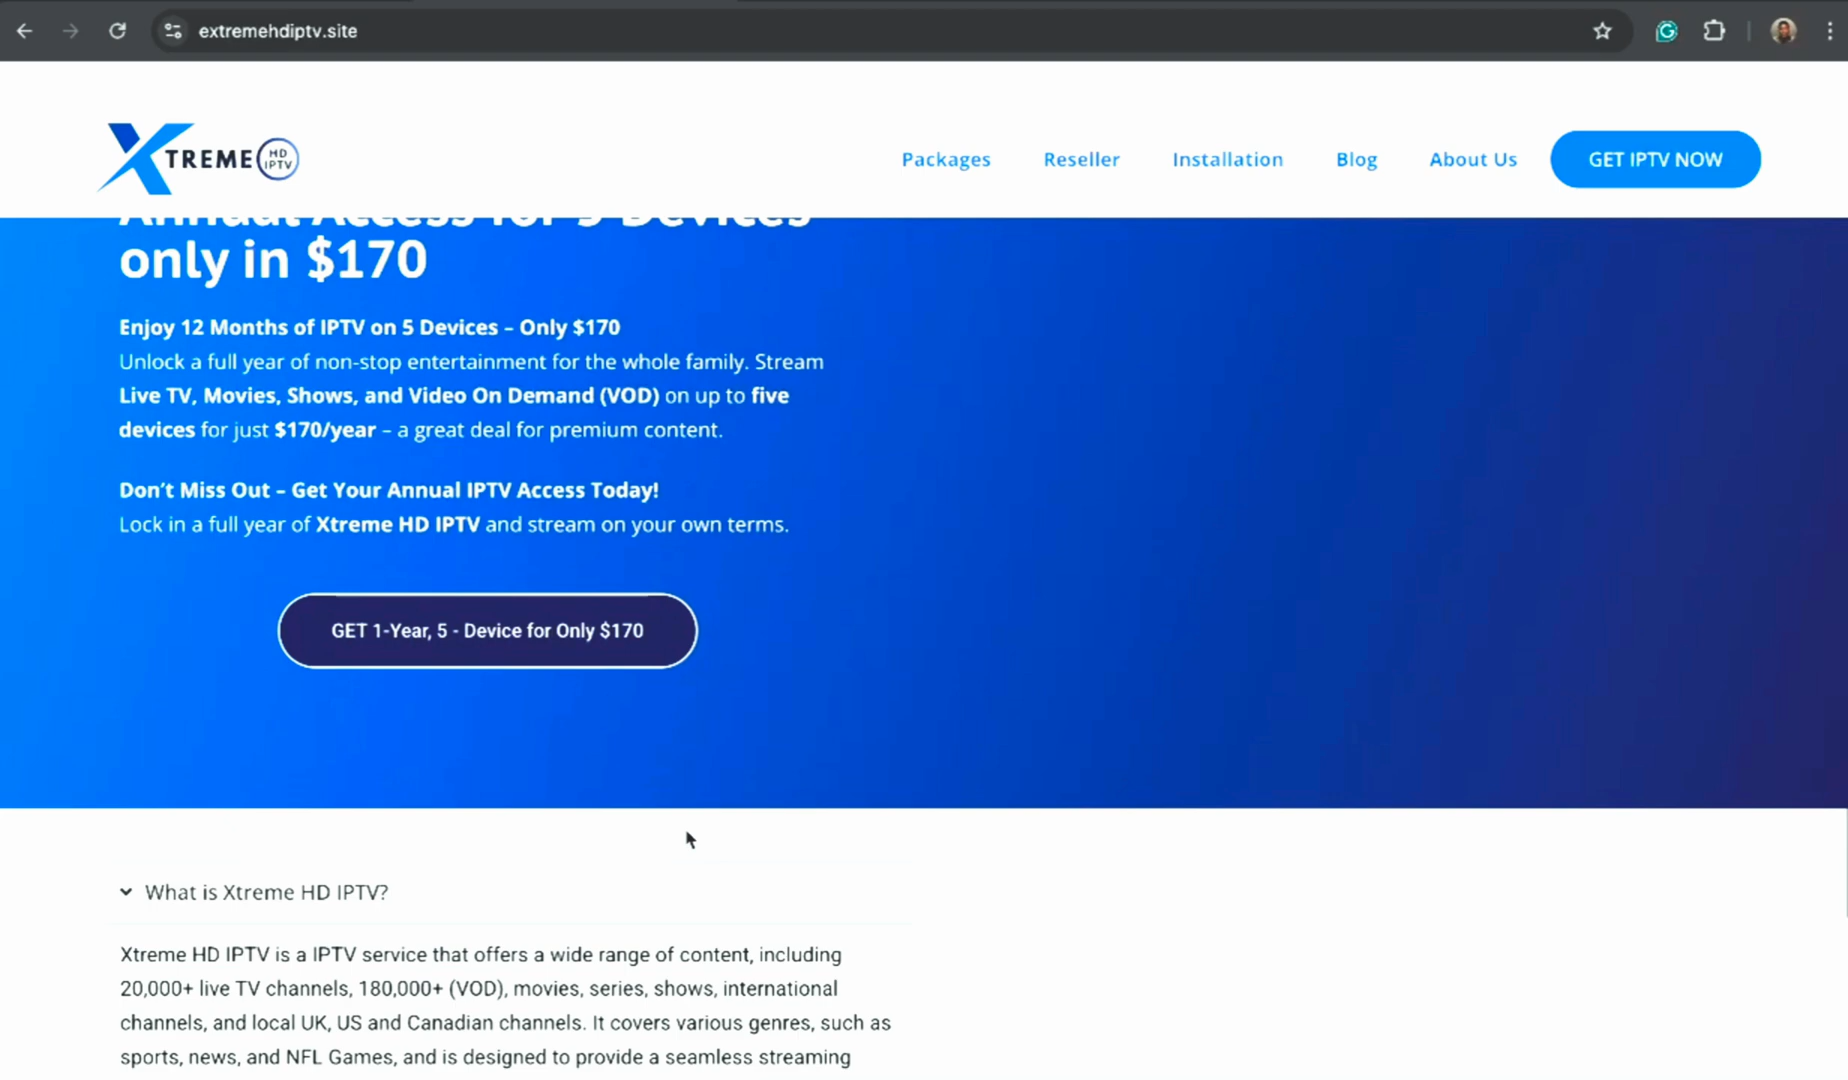 extremehdiptv.site
XTREME HD IPTV
Packages
Reseller
Installation
Blog
About Us
GET IPTV NOW
Annual Access for 5 Devices
only in $170
Enjoy 12 Months of IPTV on 5 Devices – Only $170
Unlock a full year of non-stop entertainment for the whole family. Stream
Live TV, Movies, Shows, and Video On Demand (VOD) on up to five
devices for just $170/year – a great deal for premium content.
Don't Miss Out – Get Your Annual IPTV Access Today!
Lock in a full year of Xtreme HD IPTV and stream on your own terms.
GET 1-Year, 5 - Device for Only $170
What is Xtreme HD IPTV?
Xtreme HD IPTV is a IPTV service that offers a wide range of content, including
20,000+ live TV channels, 180,000+ (VOD), movies, series, shows, international
channels, and local UK, US and Canadian channels. It covers various genres, such as
sports, news, and NFL Games, and is designed to provide a seamless streaming